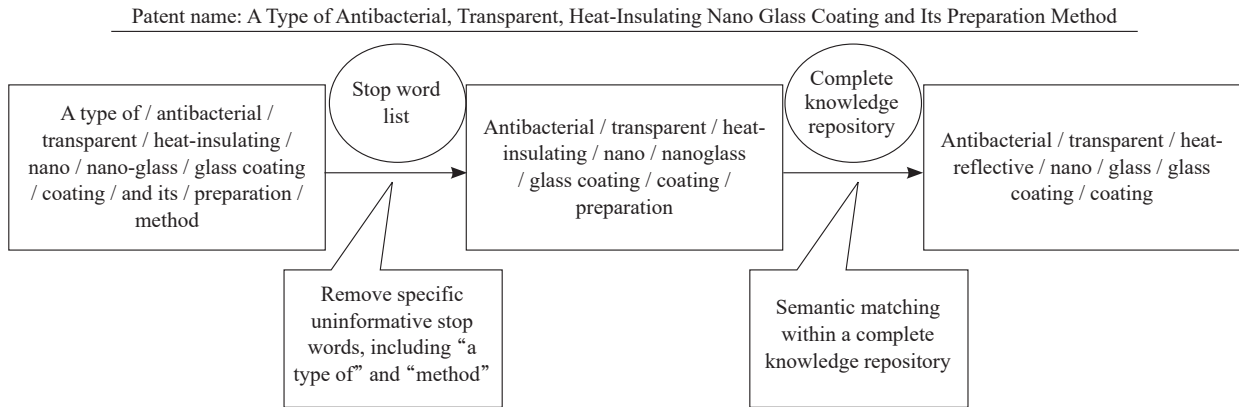 Patent name: A Type of Antibacterial, Transparent, Heat-Insulating Nano Glass Coating and Its Preparation Method
A type of / antibacterial /
transparent / heat-insulating /
nano / nano-glass / glass coating
/ coating / and its / preparation /
method
Stop word
list
Antibacterial / transparent / heat-
insulating / nano / nanoglass
/ glass coating / coating /
preparation
Complete
knowledge
repository
Antibacterial / transparent / heat-
reflective / nano / glass / glass
coating / coating
Remove specific
uninformative stop
words, including “a
type of” and “method”
Semantic matching
within a complete
knowledge repository